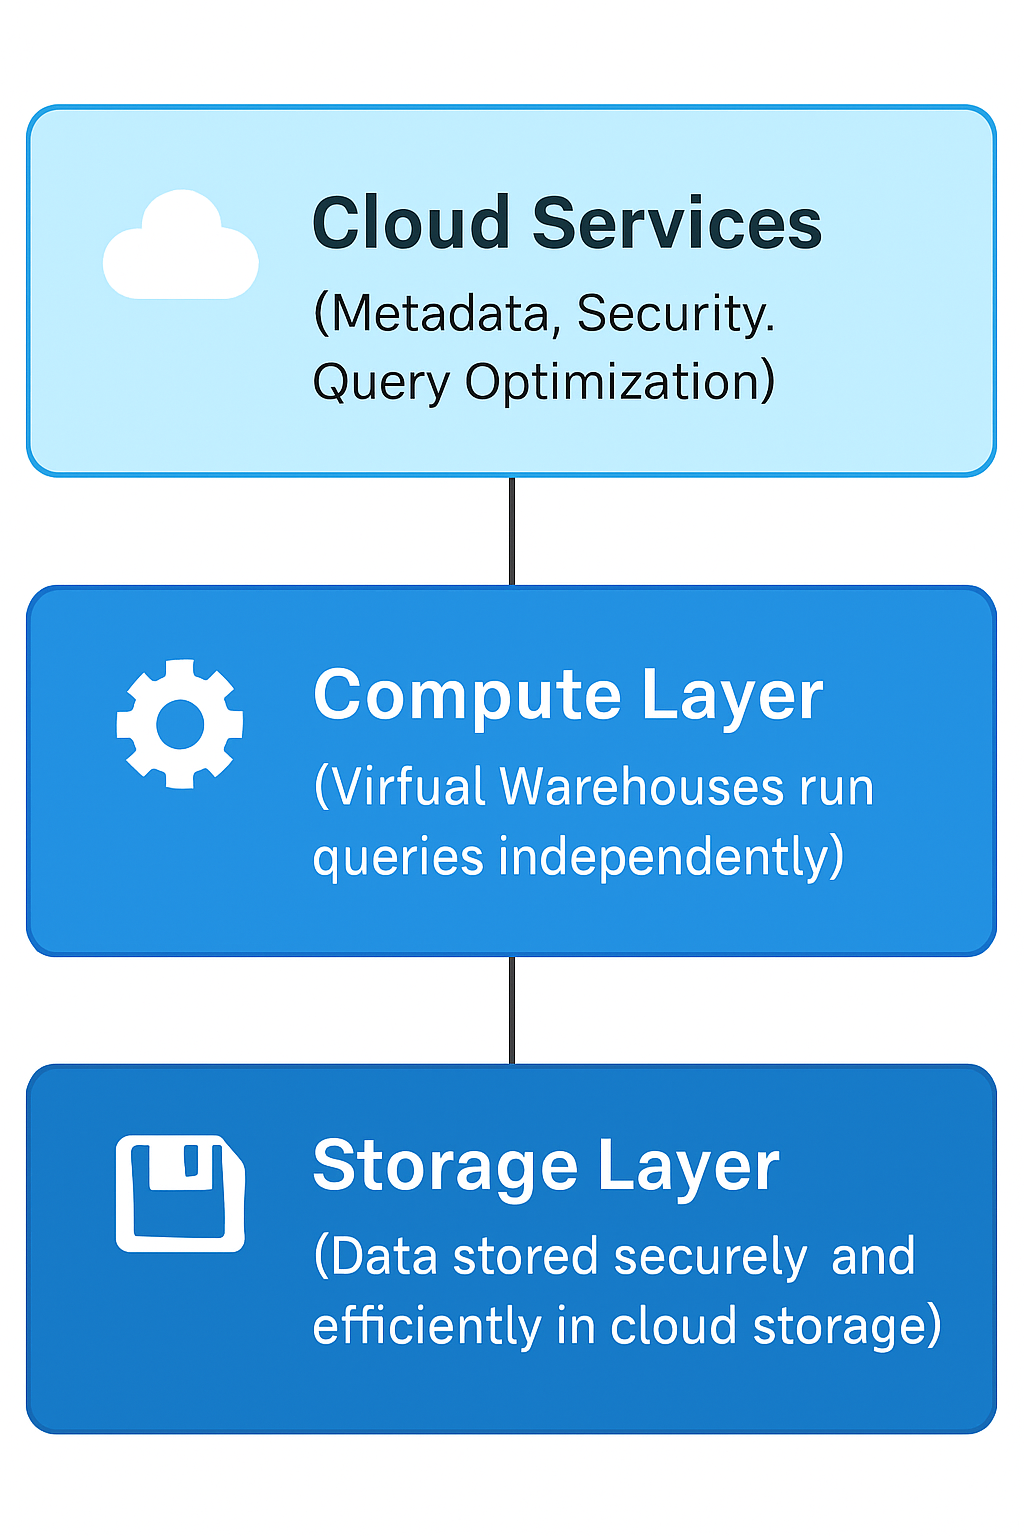 Cloud Services
(Metadata, Security.
Query Optimization)
Compute Layer
(Virfual Warehouses run
queries independently)
Storage Layer
(Data stored securely and
efficiently in cloud storage)